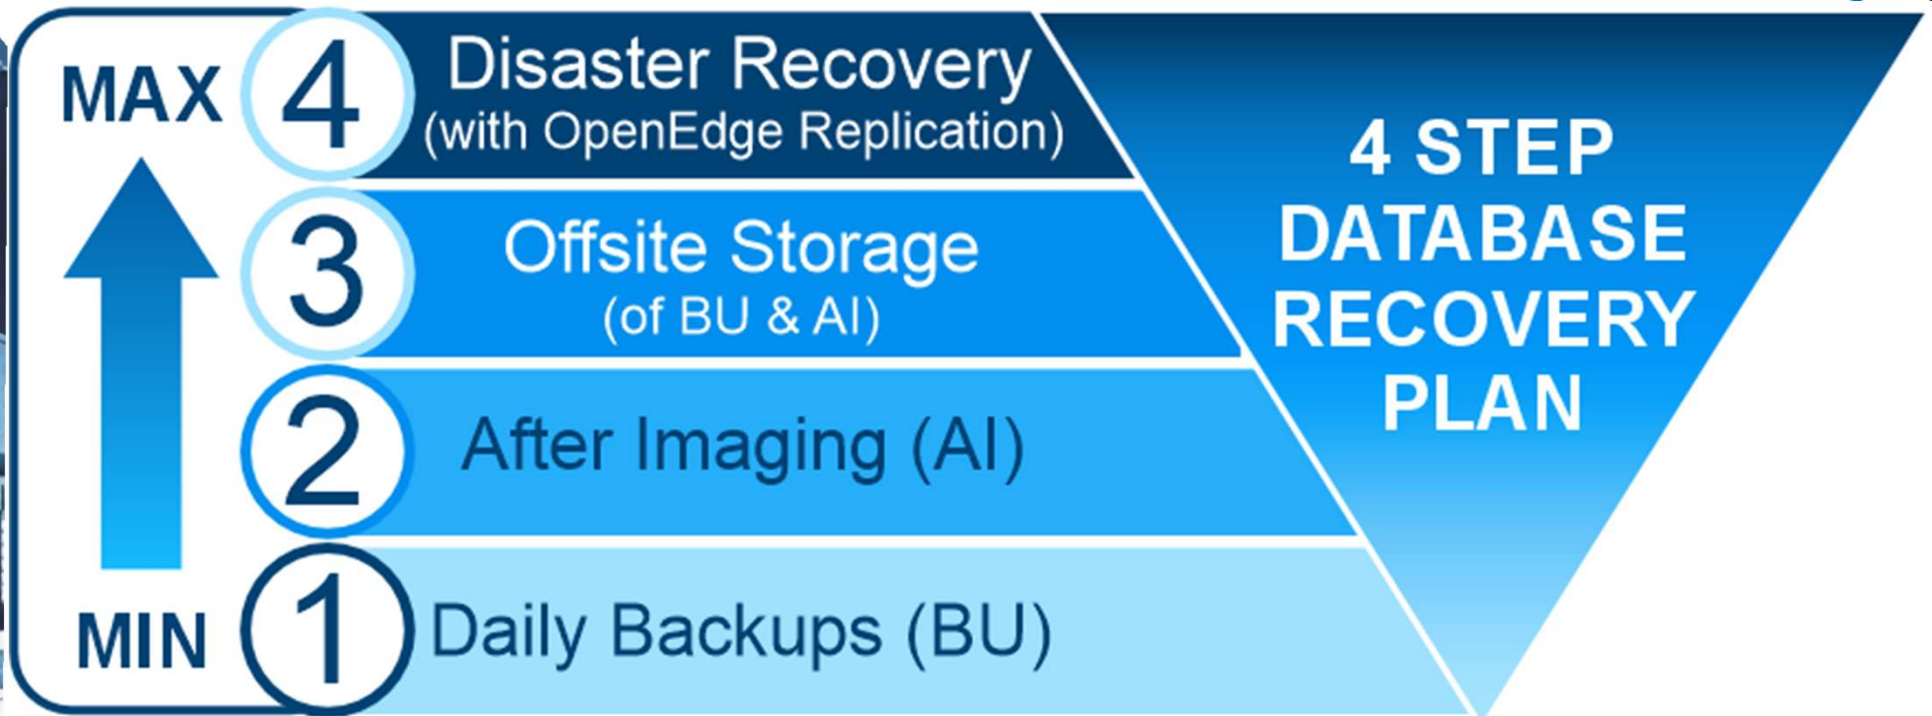 MAX
4
Disaster Recovery
(with OpenEdge Replication)
3
Offsite Storage
(of BU & AI)
2
After Imaging (AI)
MIN
1
Daily Backups (BU)
4 STEP
DATABASE
RECOVERY
PLAN